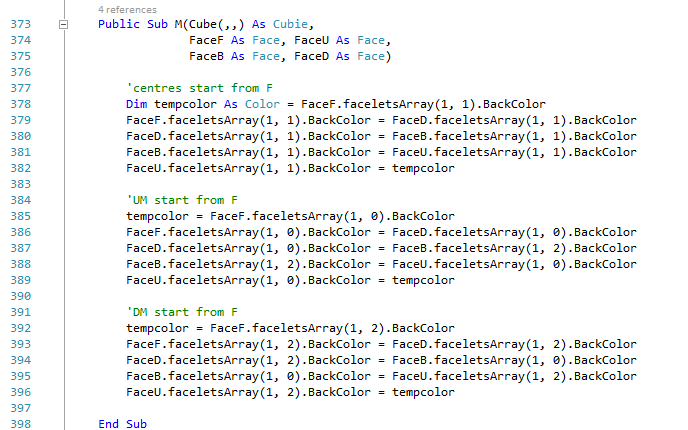 4 references
373 Public Sub M(Cube(,,) As Cubie,
374 FaceF As Face, FaceU As Face,
375 FaceB As Face, FaceD As Face)
376
377 'centres start from F
378 Dim tempcolor As Color = FaceF.faceletsArray(1, 1).BackColor
379 FaceF.faceletsArray(1, 1).BackColor = FaceD.faceletsArray(1, 1).BackColor
380 FaceD.faceletsArray(1, 1).BackColor = FaceB.faceletsArray(1, 1).BackColor
381 FaceB.faceletsArray(1, 1).BackColor = FaceU.faceletsArray(1, 1).BackColor
382 FaceU.faceletsArray(1, 1).BackColor = tempcolor
383
384 'UM start from F
385 tempcolor = FaceF.faceletsArray(1, 0).BackColor
386 FaceF.faceletsArray(1, 0).BackColor = FaceD.faceletsArray(1, 0).BackColor
387 FaceD.faceletsArray(1, 0).BackColor = FaceB.faceletsArray(1, 2).BackColor
388 FaceB.faceletsArray(1, 2).BackColor = FaceU.faceletsArray(1, 0).BackColor
389 FaceU.faceletsArray(1, 0).BackColor = tempcolor
390
391 'DM start from F
392 tempcolor = FaceF.faceletsArray(1, 2).BackColor
393 FaceF.faceletsArray(1, 2).BackColor = FaceD.faceletsArray(1, 2).BackColor
394 FaceD.faceletsArray(1, 2).BackColor = FaceB.faceletsArray(1, 0).BackColor
395 FaceB.faceletsArray(1, 0).BackColor = FaceU.faceletsArray(1, 2).BackColor
396 FaceU.faceletsArray(1, 2).BackColor = tempcolor
397
398 End Sub